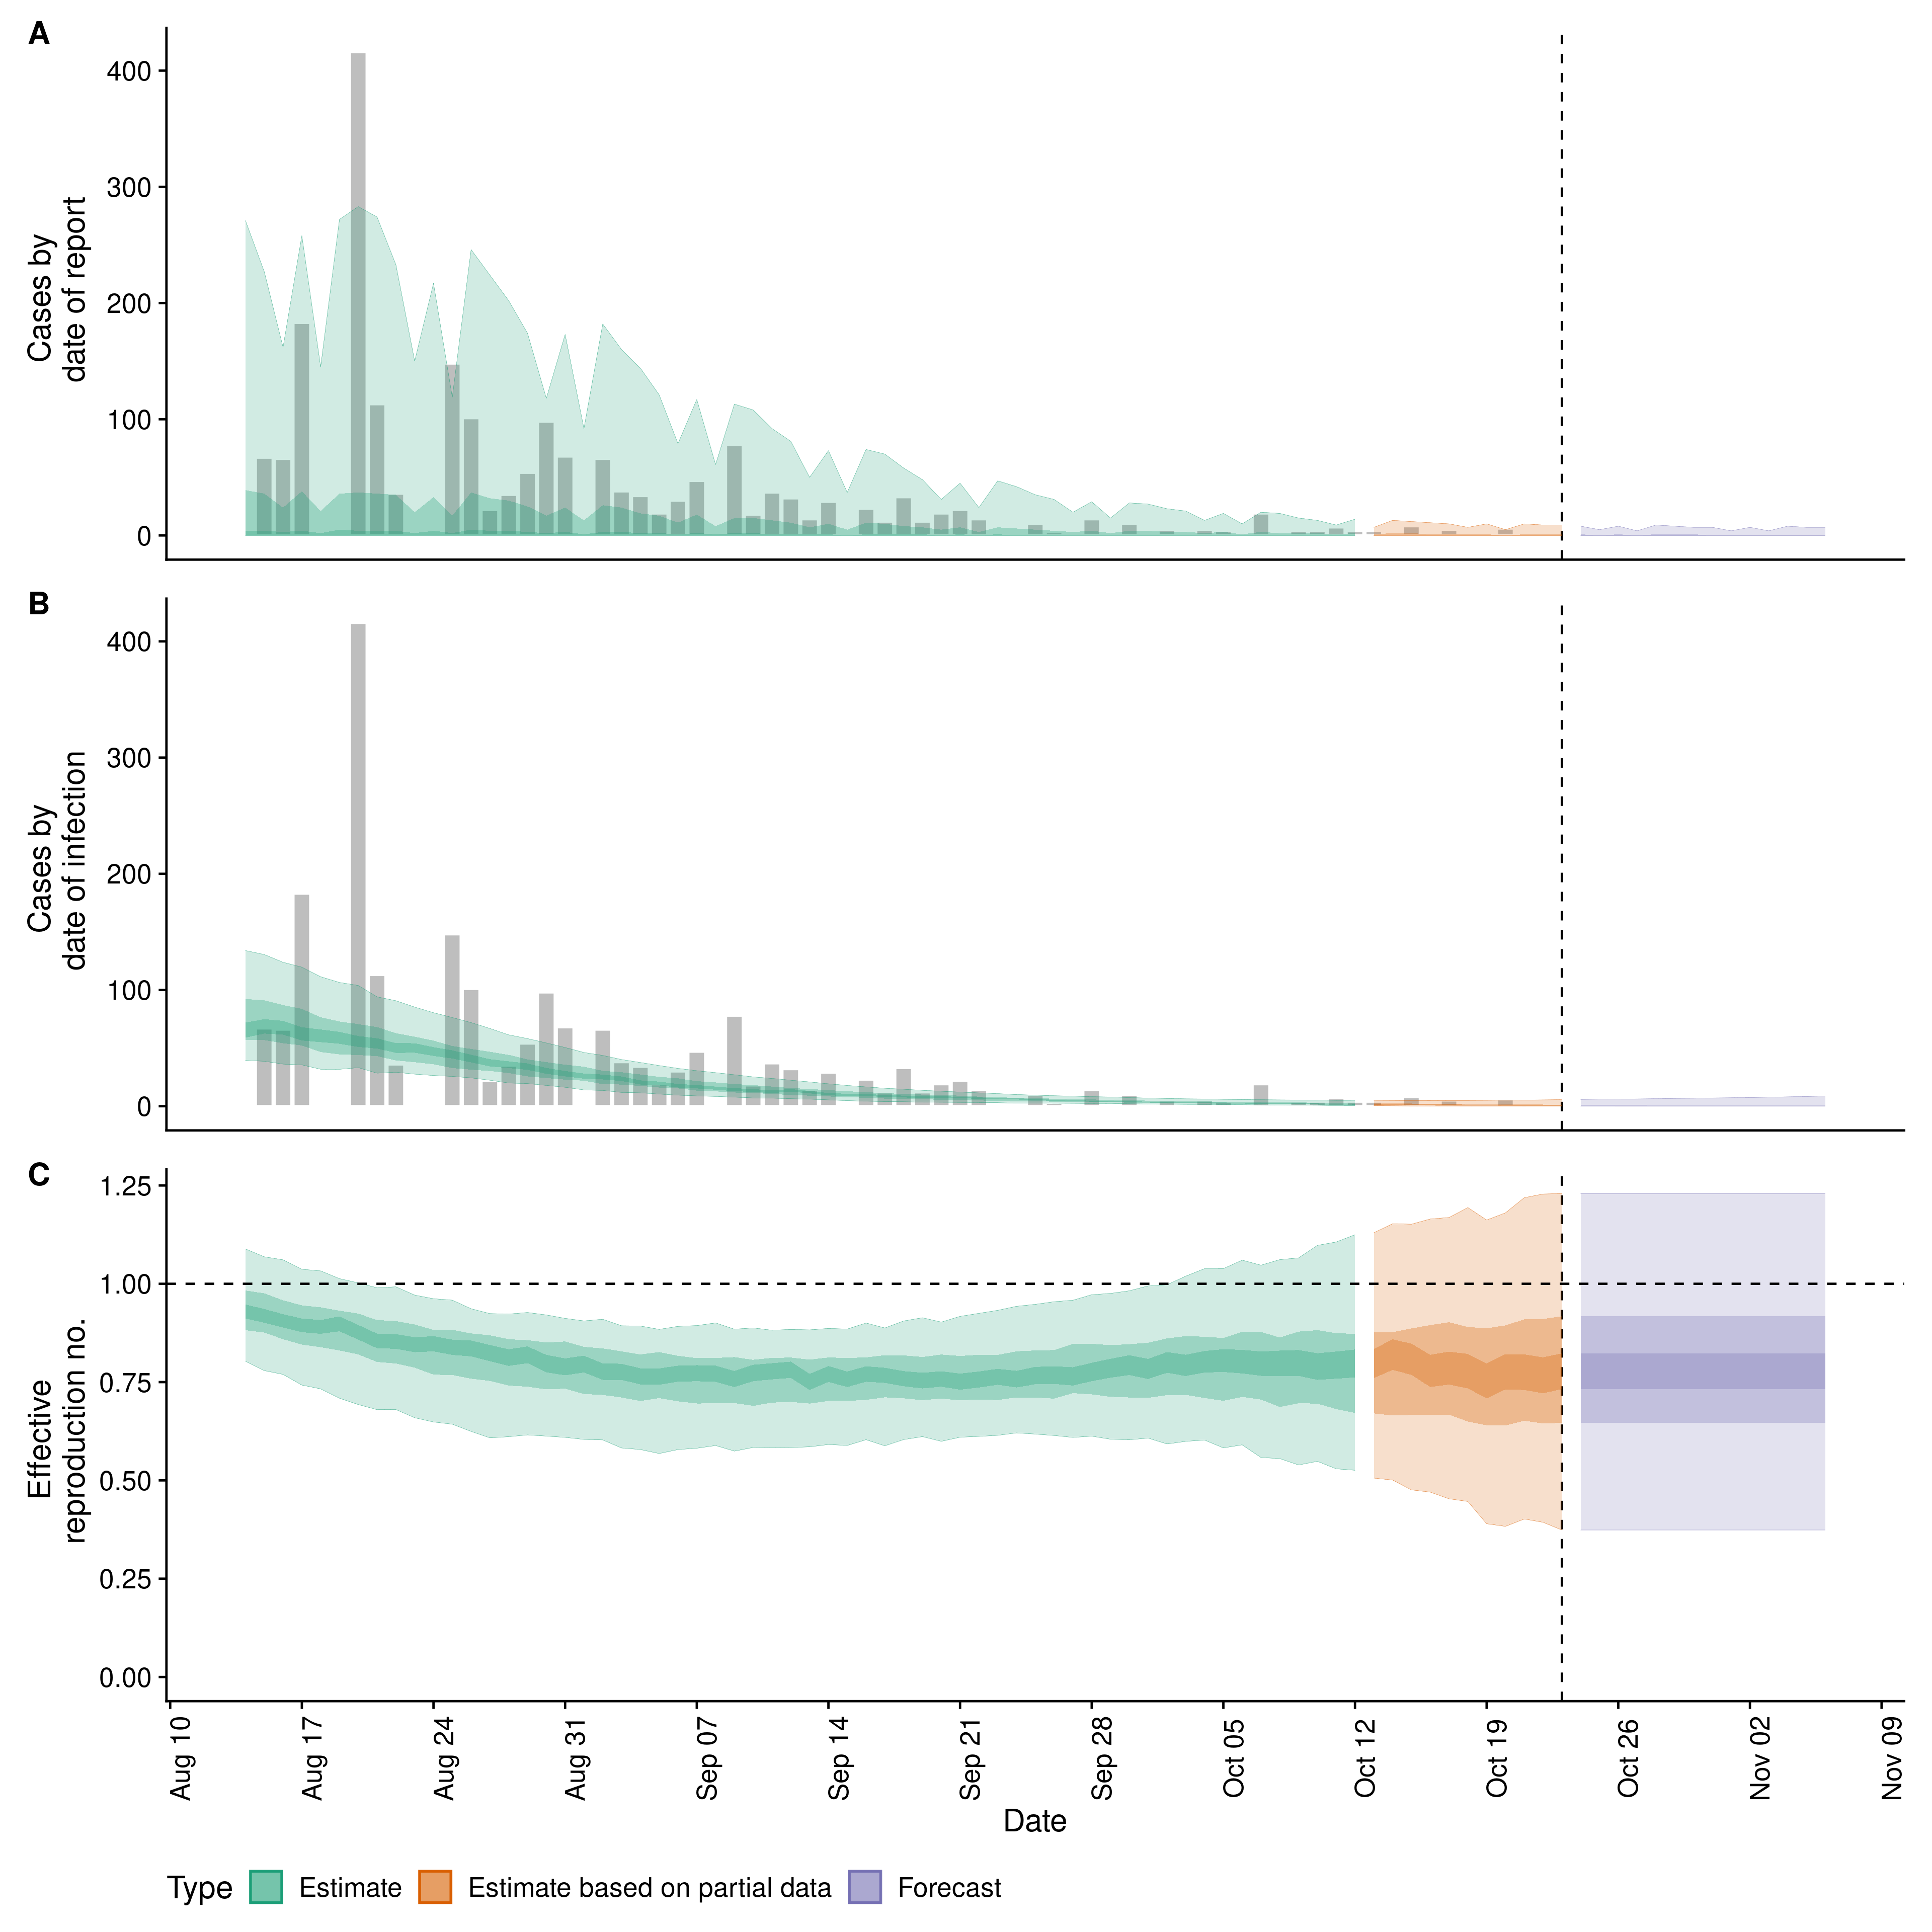 A
400
300
200
100
0
Cases by
date of report
B
400
300
200
100
0
Cases by
date of infection
C
1.25
1.00
0.75
0.50
0.25
0.00
Effective
reproduction no.
Aug 10
Aug 17
Aug 24
Aug 31
Sep 07
Sep 14
Sep 21
Sep 28
Oct 05
Oct 12
Oct 19
Oct 26
Nov 02
Nov 09
Date
Type Estimate Estimate based on partial data Forecast